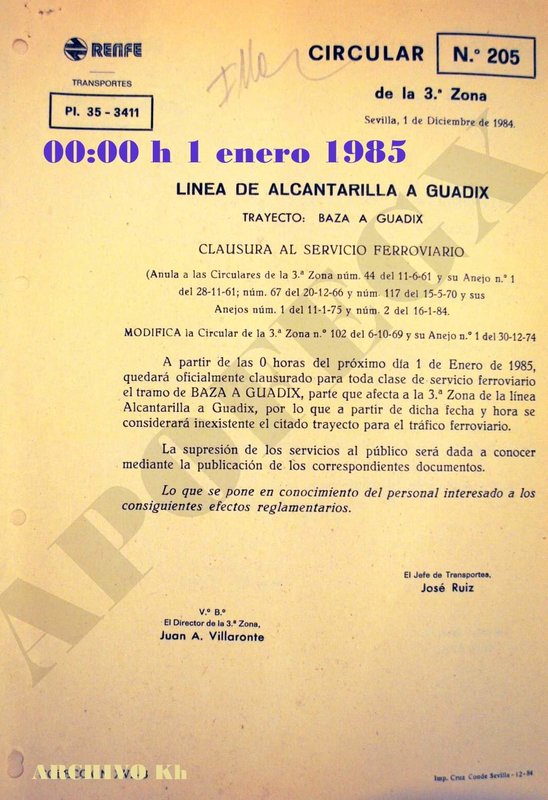 RENFE
TRANSPORTES
Pl. 35 - 3411
CIRCULAR N.° 205
de la 3.ª Zona
Sevilla, 1 de Diciembre de 1984.
00:00 h 1 enero 1985
LINEA DE ALCANTARILLA A GUADIX
TRAYECTO: BAZA A GUADIX
CLAUSURA AL SERVICIO FERROVIARIO
(Anula a las Circulares de la 3.ª Zona núm. 44 del 11-6-61 y su Anejo n.° 1
del 28-11-61; núm. 67 del 20-12-66 y núm. 117 del 15-5-70 y sus
Anejos núm. 1 del 11-1-75 y núm. 2 del 16-1-84.
MODIFICA la Circular de la 3.ª Zona n.° 102 del 6-10-69 y su Anejo n.° 1 del 30-12-74
A partir de las 0 horas del próximo día 1 de Enero de 1985,
quedará oficialmente clausurado para toda clase de servicio ferroviario
el tramo de BAZA A GUADIX, parte que afecta a la 3.ª Zona de la línea
Alcantarilla a Guadix, por lo que a partir de dicha fecha y hora se
considerará inexistente el citado trayecto para el tráfico ferroviario.
La supresión de los servicios al público será dada a conocer
mediante la publicación de los correspondientes documentos.
Lo que se pone en conocimiento del personal interesado a los
consiguientes efectos reglamentarios.
El Jefe de Transportes,
José Ruiz
V.° B.°
El Director de la 3.ª Zona,
Juan A. Villaronte
ARCHIVO Kh
Imp. Cruz Conde Sevilla - 12-84